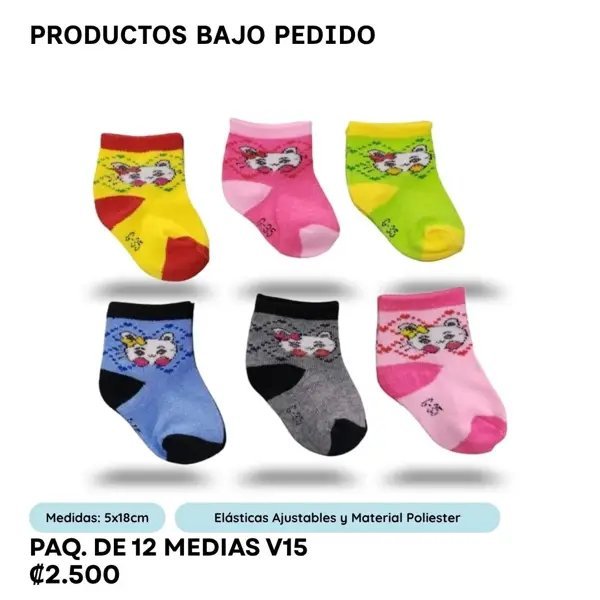 PRODUCTOS BAJO PEDIDO
Medidas: 5x18cm
Elásticas Ajustables y Material Poliester
PAQ. DE 12 MEDIAS V15
₡2.500